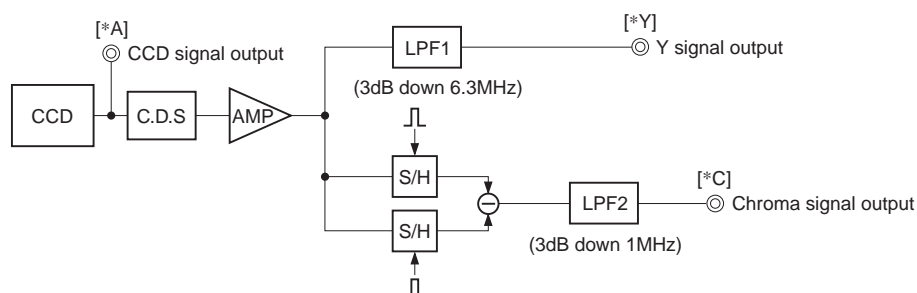 [*A]
CCD signal output
[*Y]
Y signal output
LPF1
(3dB down 6.3MHz)
CCD
C.D.S
AMP
S/H
S/H
LPF2
(3dB down 1MHz)
[*C]
Chroma signal output